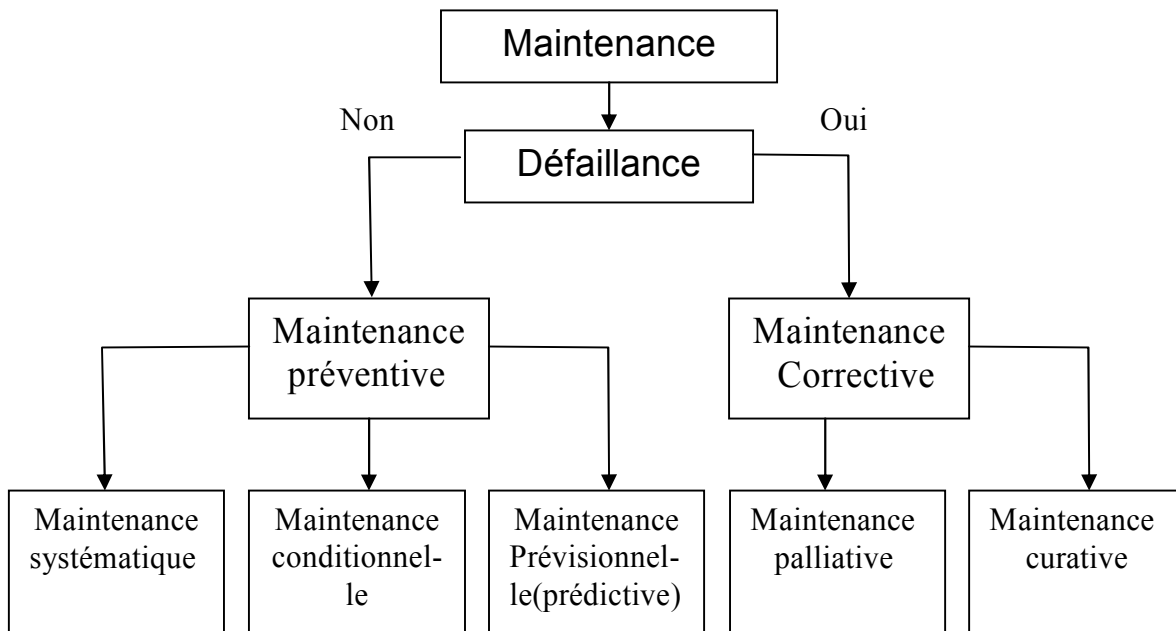 Maintenance
Non
Oui
Défaillance
Maintenance
préventive
Maintenance
Corrective
Maintenance
systématique
Maintenance
conditionnel-
le
Maintenance
Prévisionnel-
le(prédictive)
Maintenance
palliative
Maintenance
curative